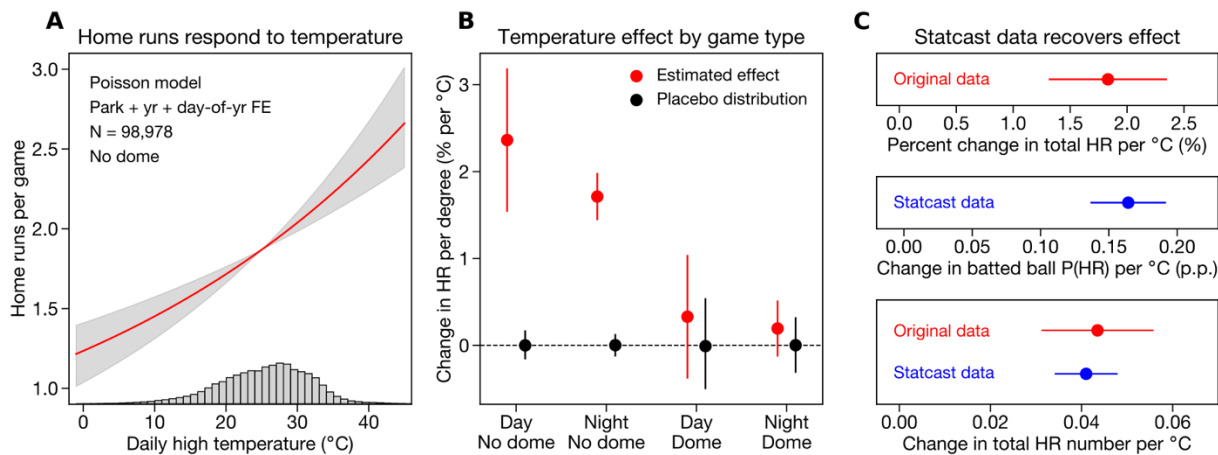 A
Home runs respond to temperature
3.0
2.5
2.0
1.5
1.0
Home runs per game
Poisson model
Park + yr + day-of-yr FE
N = 98,978
No dome
0
10
20
30
40
Daily high temperature (°C)
B
Temperature effect by game type
3
2
1
0
Change in HR per degree (% per °C)
Estimated effect
Placebo distribution
Day
No dome
Night
No dome
Day
Dome
Night
Dome
C
Statcast data recovers effect
Original data
0.0 0.5 1.0 1.5 2.0 2.5
Percent change in total HR per °C (%)
Statcast data
0.00 0.05 0.10 0.15 0.20
Change in batted ball P(HR) per °C (p.p.)
Original data
Statcast data
0.00 0.02 0.04 0.06
Change in total HR number per °C